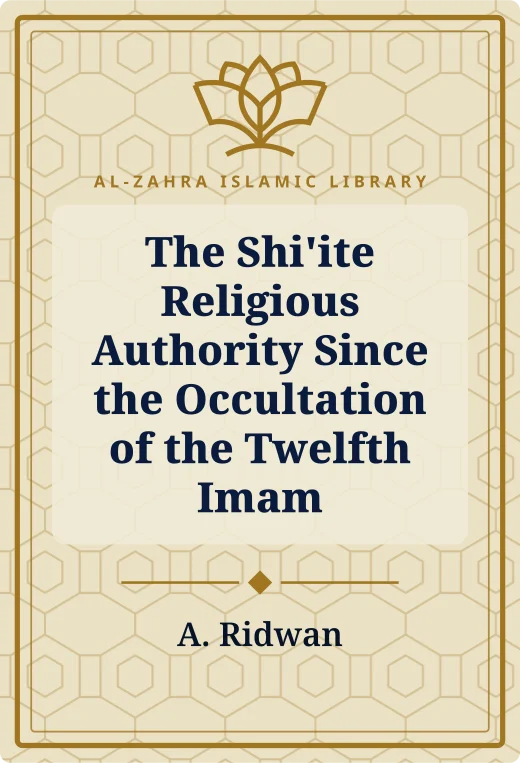 AL-ZAHRA ISLAMIC LIBRARY
The Shi'ite
Religious
Authority Since
the Occultation
of the Twelfth
Imam
A. Ridwan